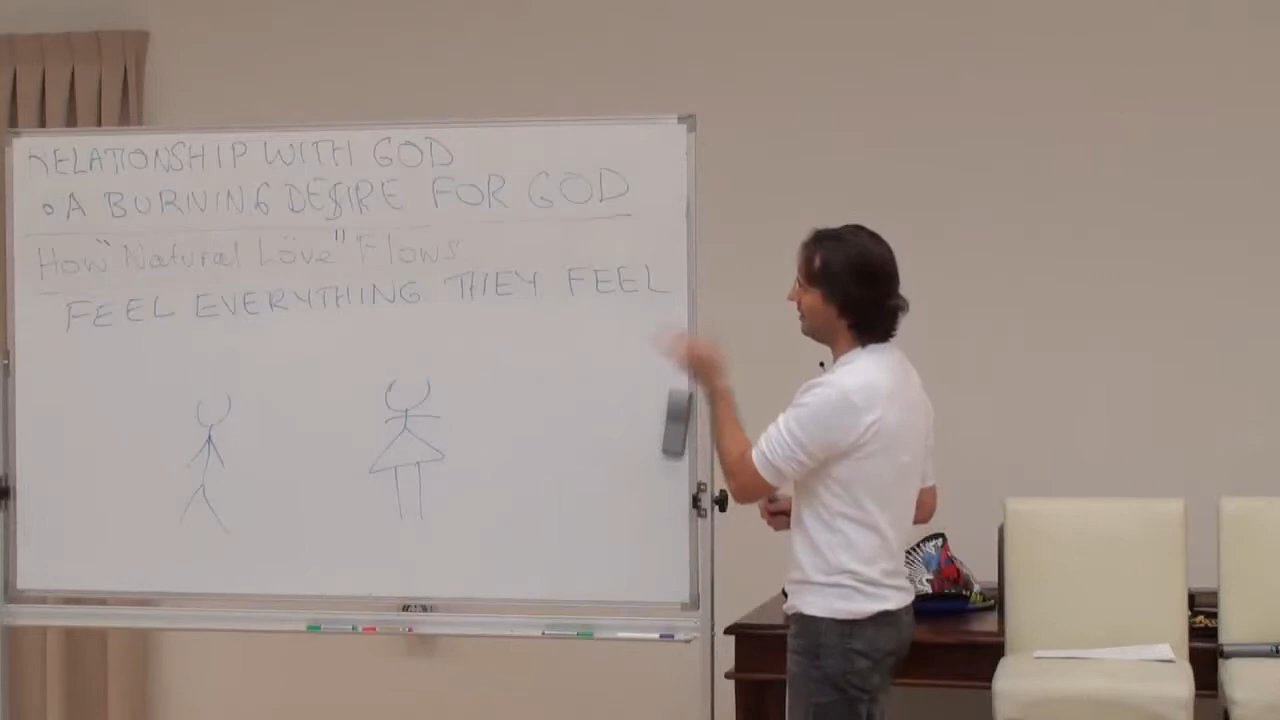 RELATIONSHIP WITH GOD
• A BURNING DESIRE FOR GOD
How "Natural Love" Flows
FEEL EVERYTHING THEY FEEL